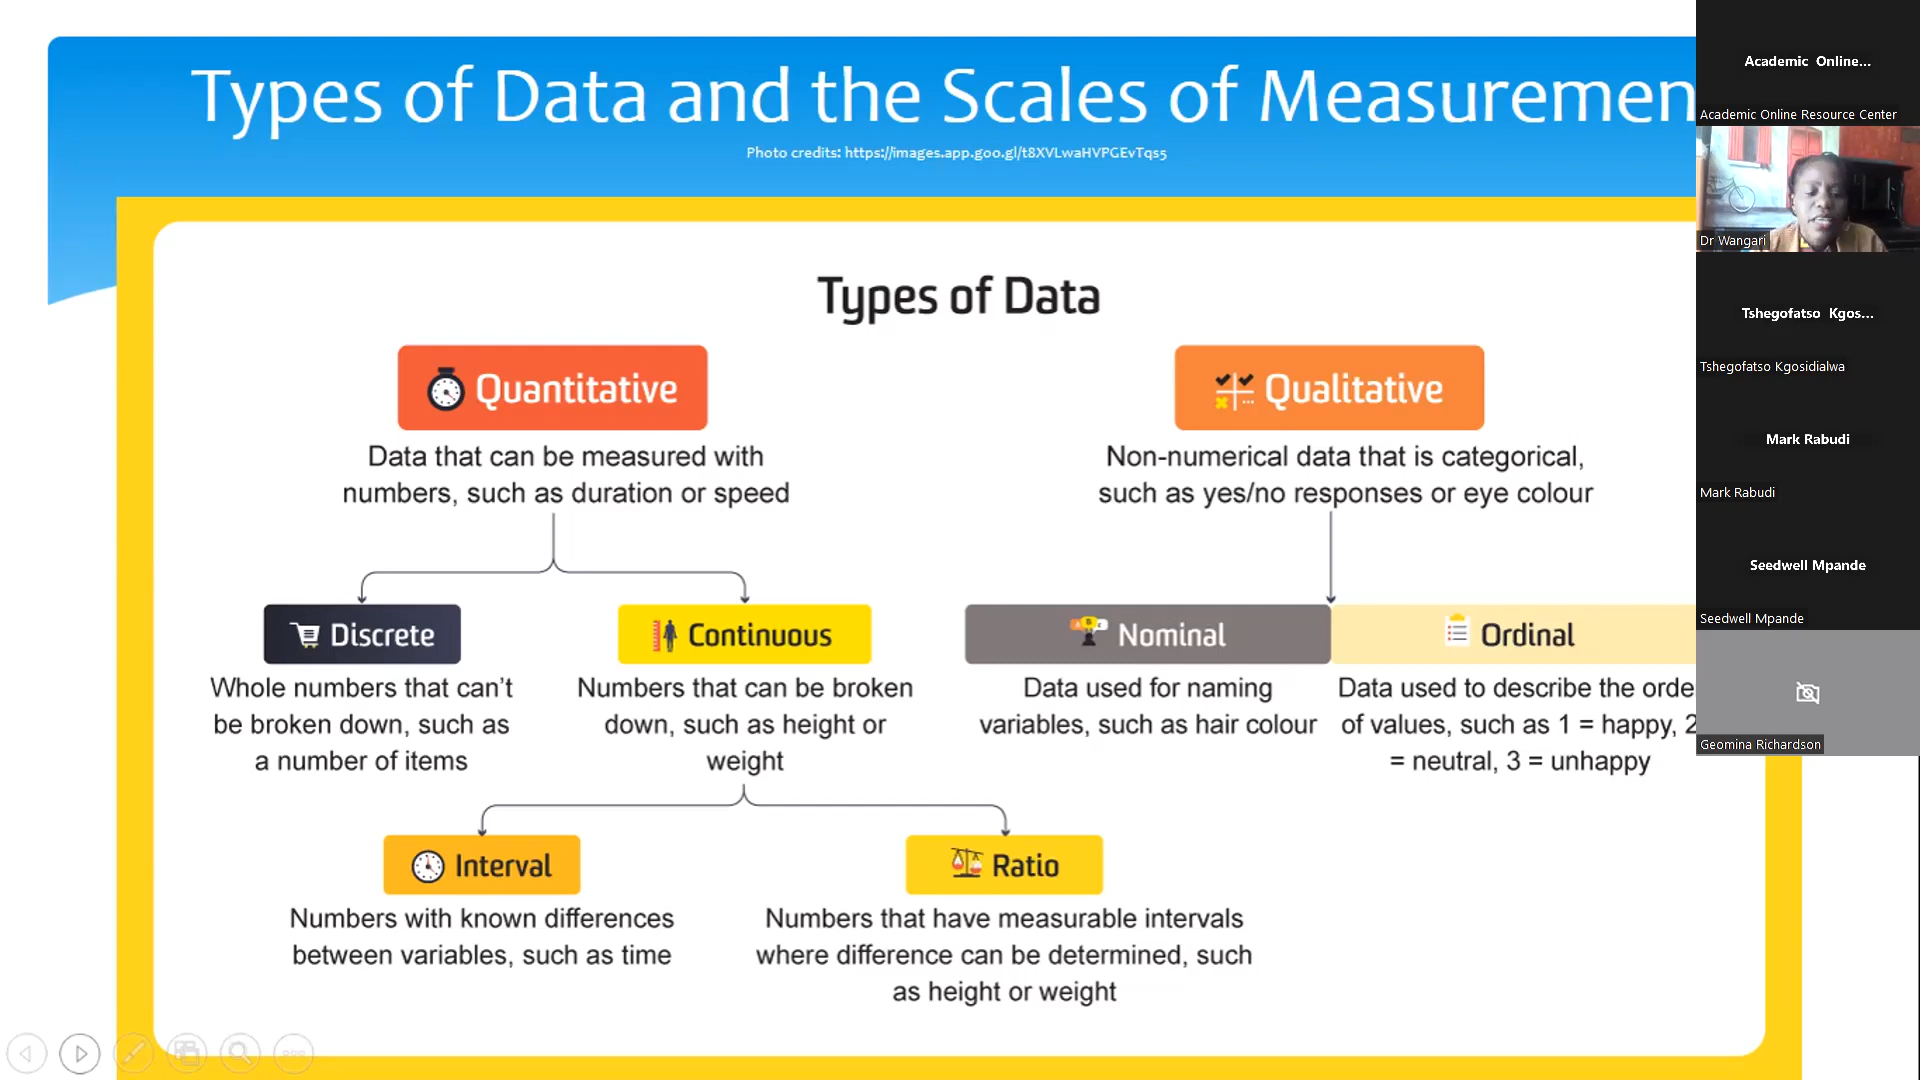 Types of Data and the Scales of Measuremen
Photo credits: https://images.app.goo.gl/t8XVLwaHVPGEvTqs5
Types of Data
Quantitative
Data that can be measured with
numbers, such as duration or speed
Qualitative
Non-numerical data that is categorical,
such as yes/no responses or eye colour
Discrete
Whole numbers that can't
be broken down, such as
a number of items
Continuous
Numbers that can be broken
down, such as height or
weight
Nominal
Data used for naming
variables, such as hair colour
Ordinal
Data used to describe the orde
of values, such as 1 = happy, 2
= neutral, 3 = unhappy
Interval
Numbers with known differences
between variables, such as time
Ratio
Numbers that have measurable intervals
where difference can be determined, such
as height or weight
Academic Online...
Academic Online Resource Center
Dr Wangari
Tshegofatso Kgos...
Tshegofatso Kgosidialwa
Mark Rabudi
Mark Rabudi
Seedwell Mpande
Seedwell Mpande
Geomina Richardson